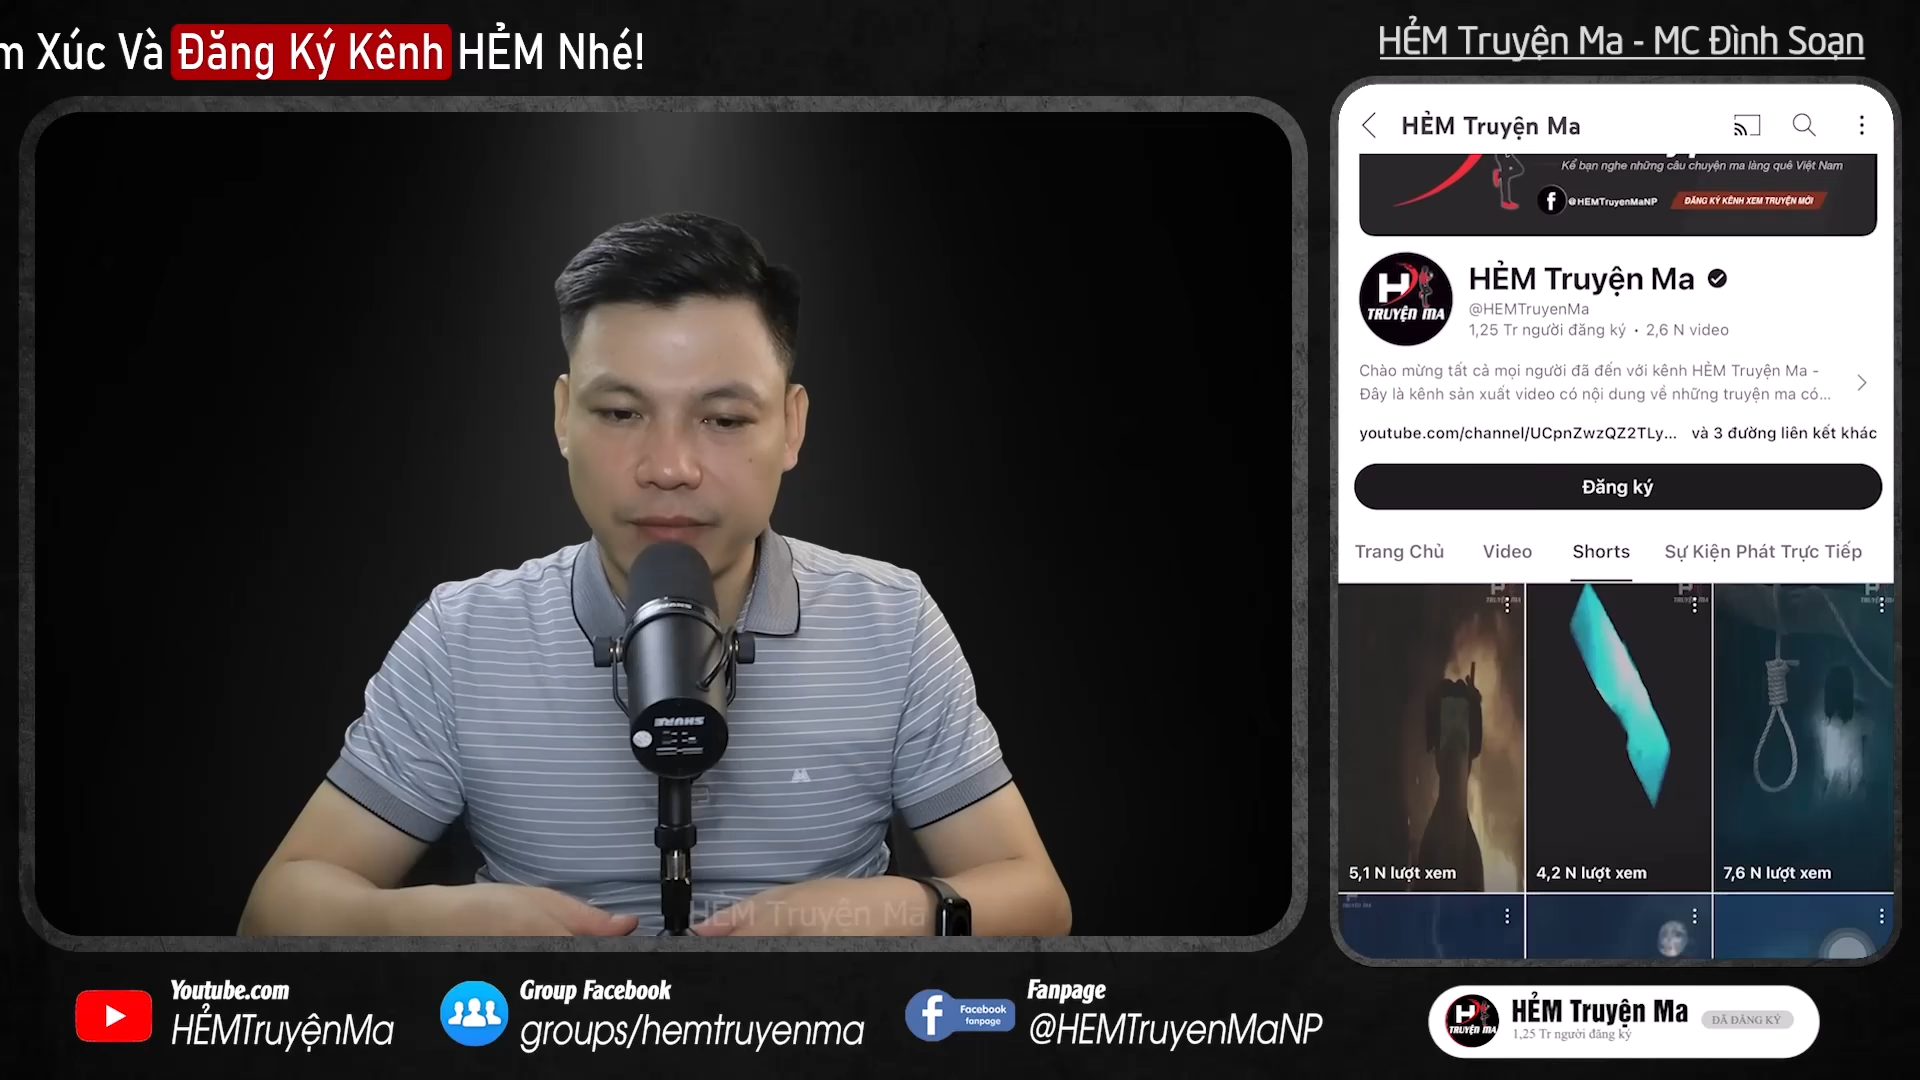 m Xúc Và Đăng Ký Kênh HẺM Nhé!
HẺM Truyện Ma - MC Đình Soạn
HẺM Truyện Ma
Kể bạn nghe những câu chuyện ma làng quê Việt Nam
@HEMTruyenMaNP
ĐĂNG KÝ KÊNH XEM TRUYỆN MỚI
H
TRUYỆN MA
HẺM Truyện Ma
@HEMTruyenMa
1,25 Tr người đăng ký • 2,6 N video
Chào mừng tất cả mọi người đã đến với kênh HẺM Truyện Ma -
Đây là kênh sản xuất video có nội dung về những truyện ma có...
youtube.com/channel/UCpnZwzQZ2TLy... và 3 đường liên kết khác
Đăng ký
Trang Chủ Video Shorts Sự Kiện Phát Trực Tiếp
5,1 N lượt xem 4,2 N lượt xem 7,6 N lượt xem
SHURE
HẺM Truyện Ma
Youtube.com
HẺMTruyệnMa
Group Facebook
groups/hemtruyenma
Facebook
fanpage
Fanpage
@HEMTruyenMaNP
H
TRUYỆN MA
HẺM Truyện Ma
1,25 Tr người đăng ký
ĐÃ ĐĂNG KÝ